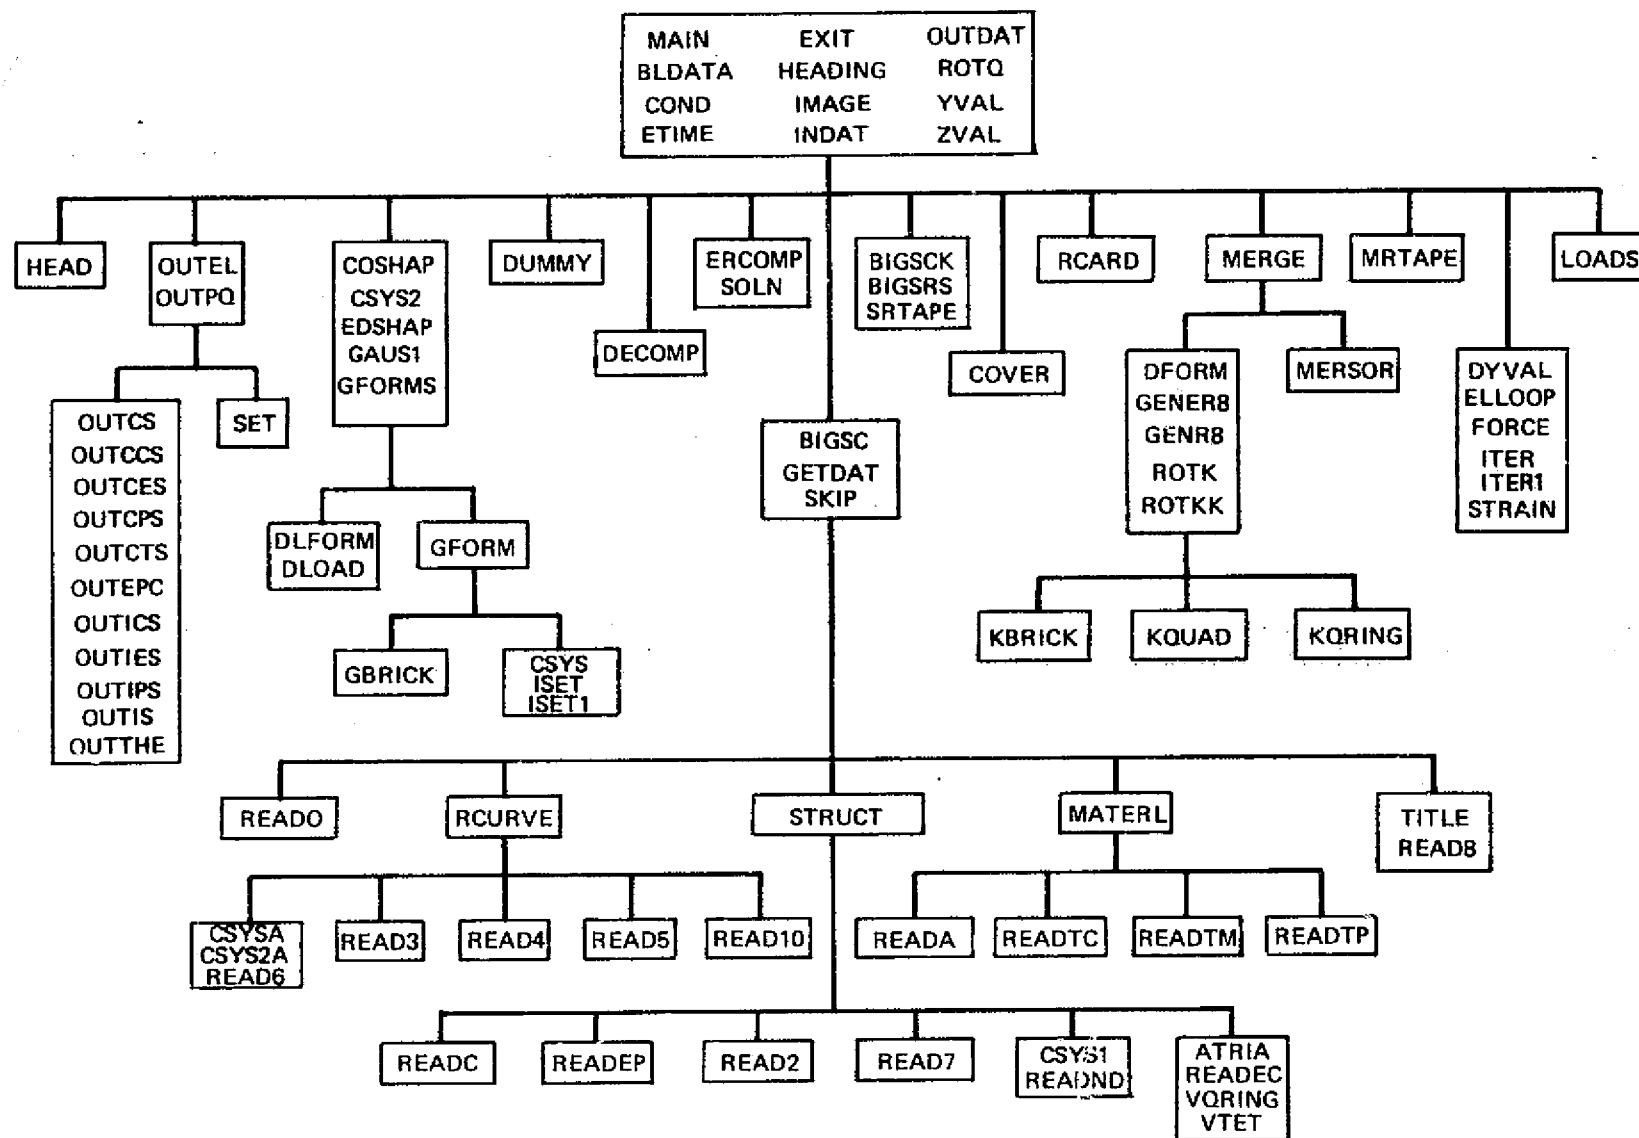 MAIN EXIT OUTDAT
BLDATA HEADING ROTQ
COND IMAGE YVAL
ETIME INDAT ZVAL
HEAD
OUTEL
OUTPQ
COSHAP
CSYS2
EDSHAP
GAUS1
GFORMS
DUMMY
DECOMP
ERCOMP
SOLN
BIGSCK
BIGSRS
SRTAPE
COVER
RCARD
MERGE
MRTAPE
LOADS
OUTCS
OUTCCS
OUTCES
OUTCPS
OUTCTS
OUTEPC
OUTICS
OUTIES
OUTIPS
OUTIS
OUTTHE
SET
DLFORM
DLOAD
GFORM
GBRICK
CSYS
ISET
ISET1
BIGSC
GETDAT
SKIP
DFORM
GENER8
GENR8
ROTK
ROTKK
MERSOR
DYVAL
ELLOOP
FORCE
ITER
ITER1
STRAIN
KBRICK
KQUAD
KQRING
READO
RCURVE
STRUCT
MATERL
TITLE
READ8
CSYSA
CSYS2A
READ6
READ3
READ4
READ5
READ10
READA
READTC
READTM
READTP
READC
READEP
READ2
READ7
CSYS1
READND
ATRIA
READEC
VQRING
VTET